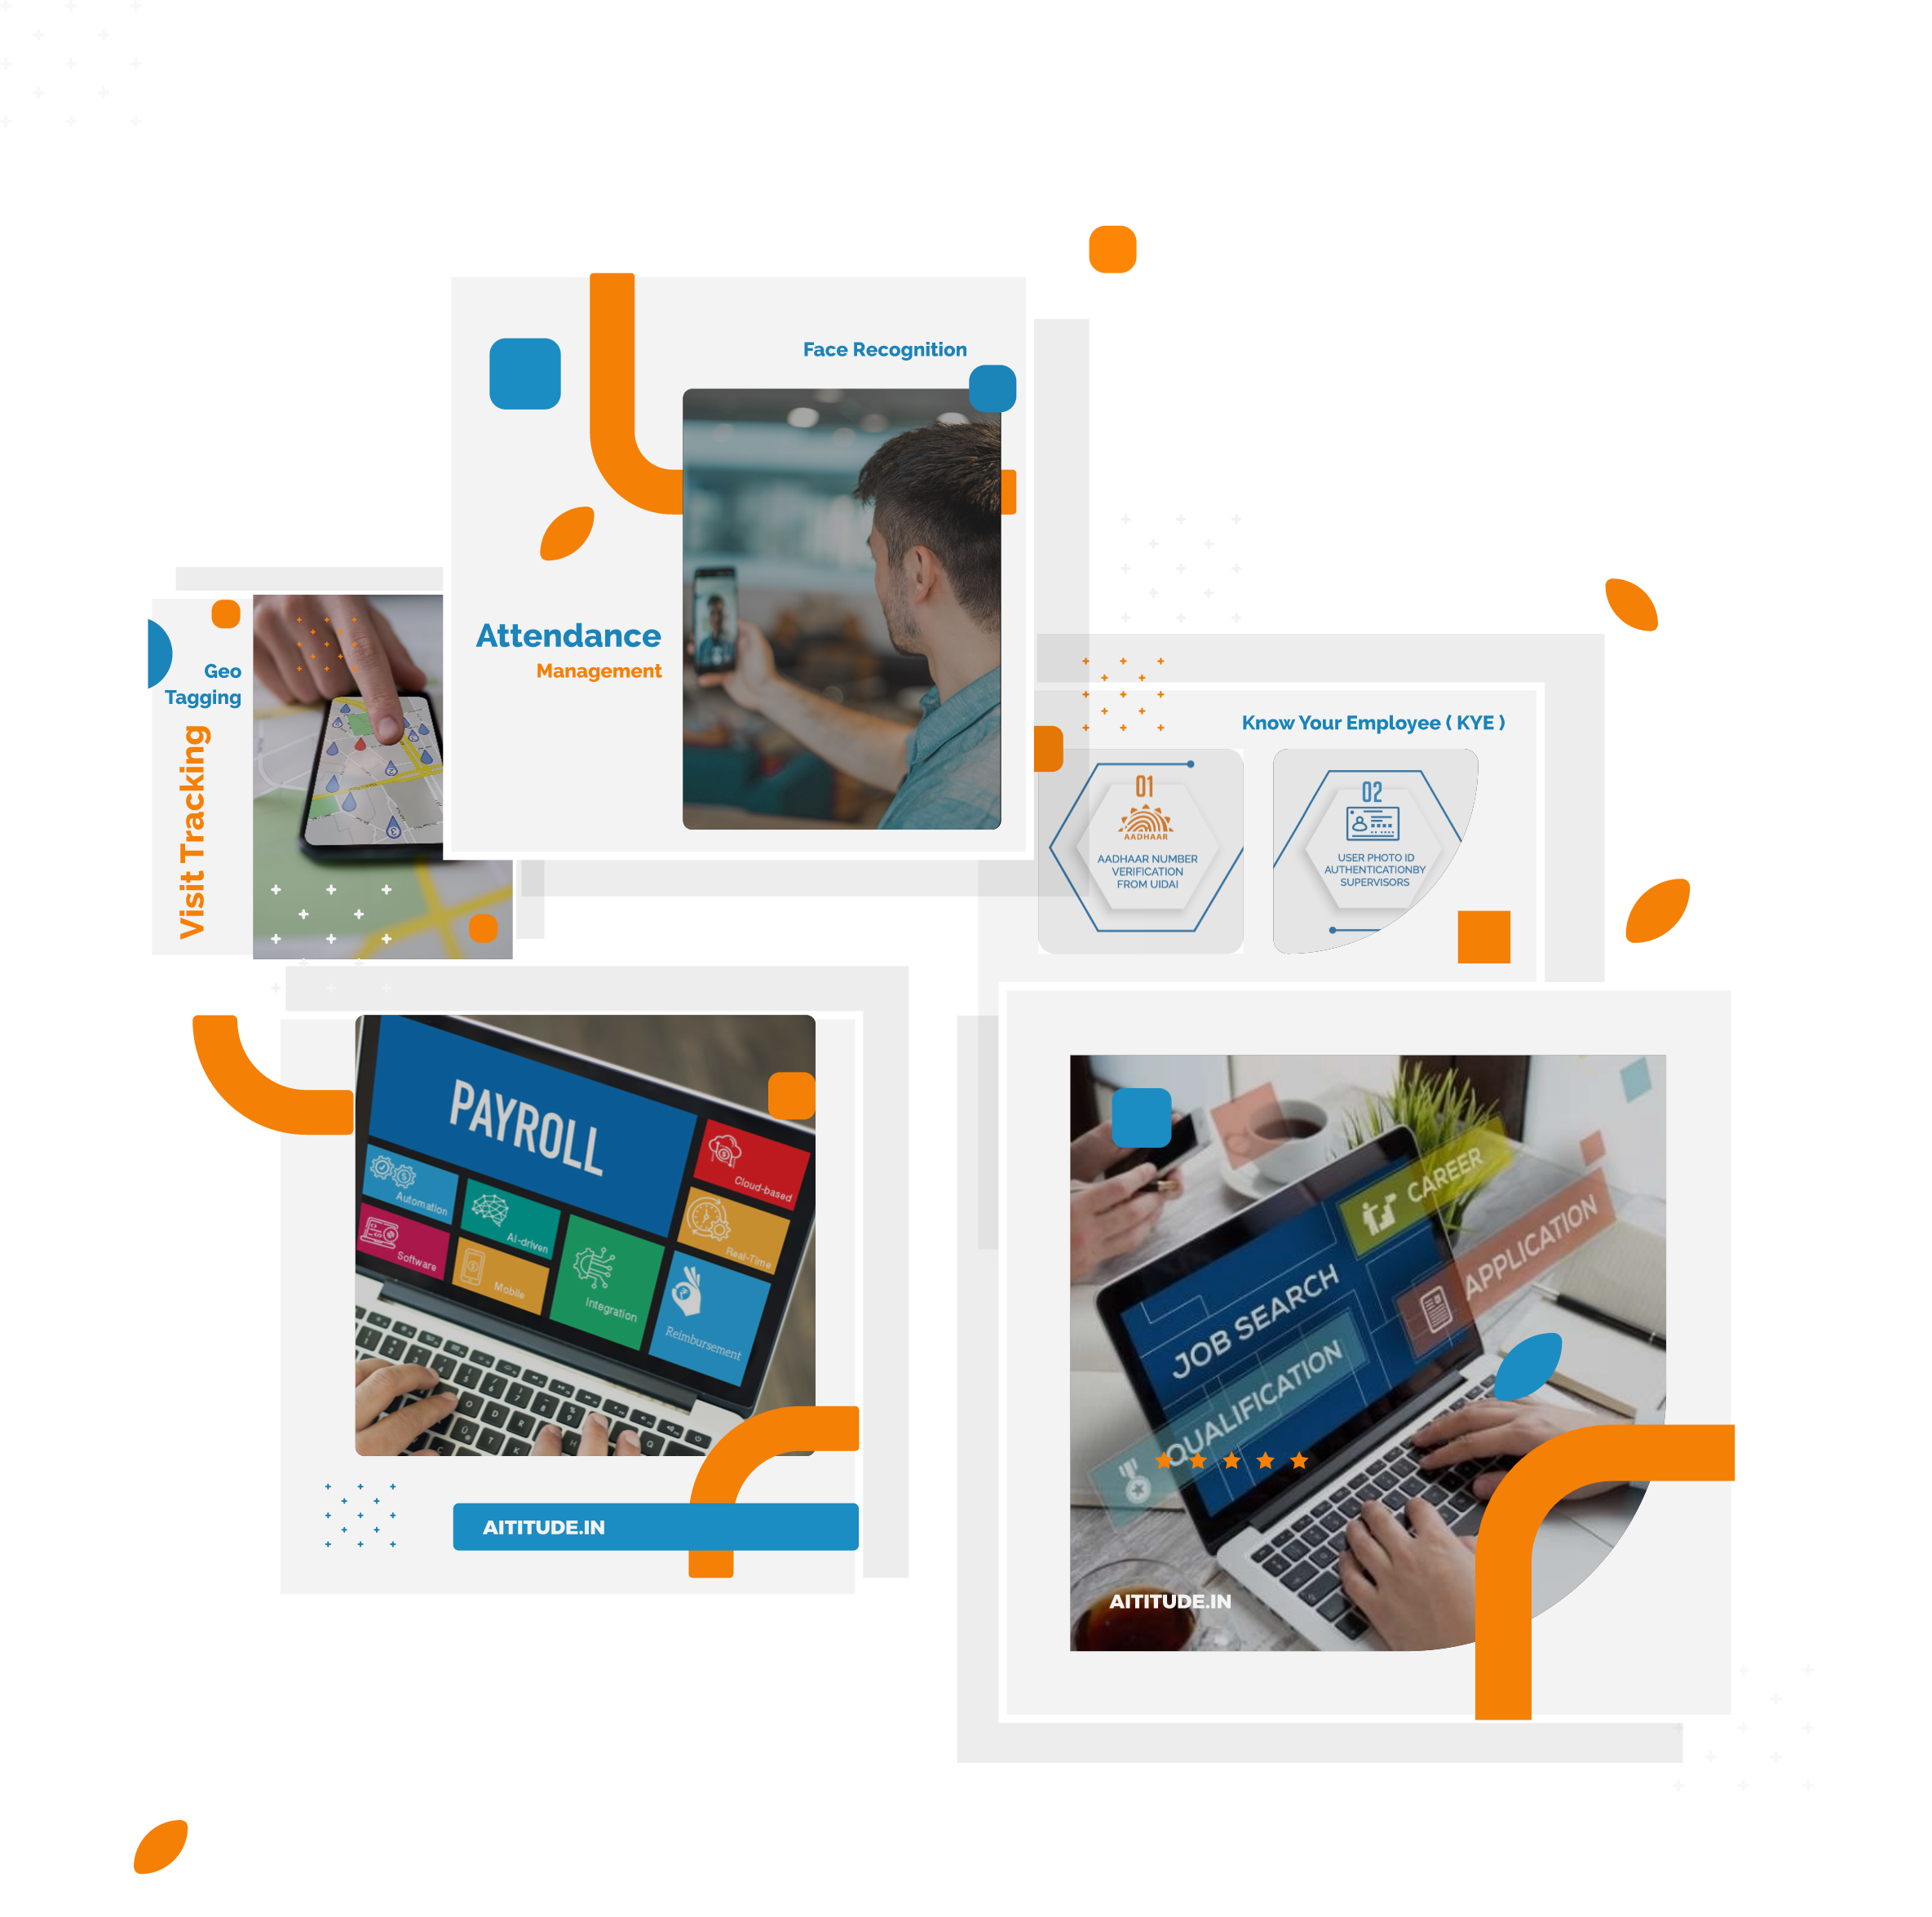 Face Recognition
Attendance
Management
Geo
Tagging
Visit Tracking
Know Your Employee ( KYE )
01
AADHAAR
AADHAAR NUMBER
VERIFICATION
FROM UIDAI
02
USER PHOTO ID
AUTHENTICATIONBY
SUPERVISORS
PAYROLL
Cloud-based
Automation
AI-driven
Real-Time
Software
Mobile
Integration
Reimbursement
AITITUDE.IN
CAREER
APPLICATION
JOB SEARCH
QUALIFICATION
AITITUDE.IN